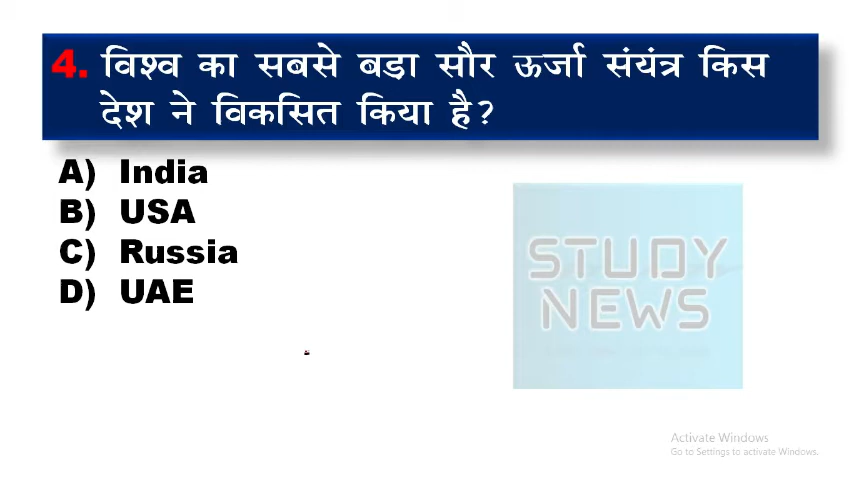 4. विश्व का सबसे बड़ा सौर ऊर्जा संयंत्र किस
देश ने विकसित किया है?
A) India
B) USA
C) Russia
D) UAE
STUDY
NEWS
Activate Windows
Go to Settings to activate Windows.